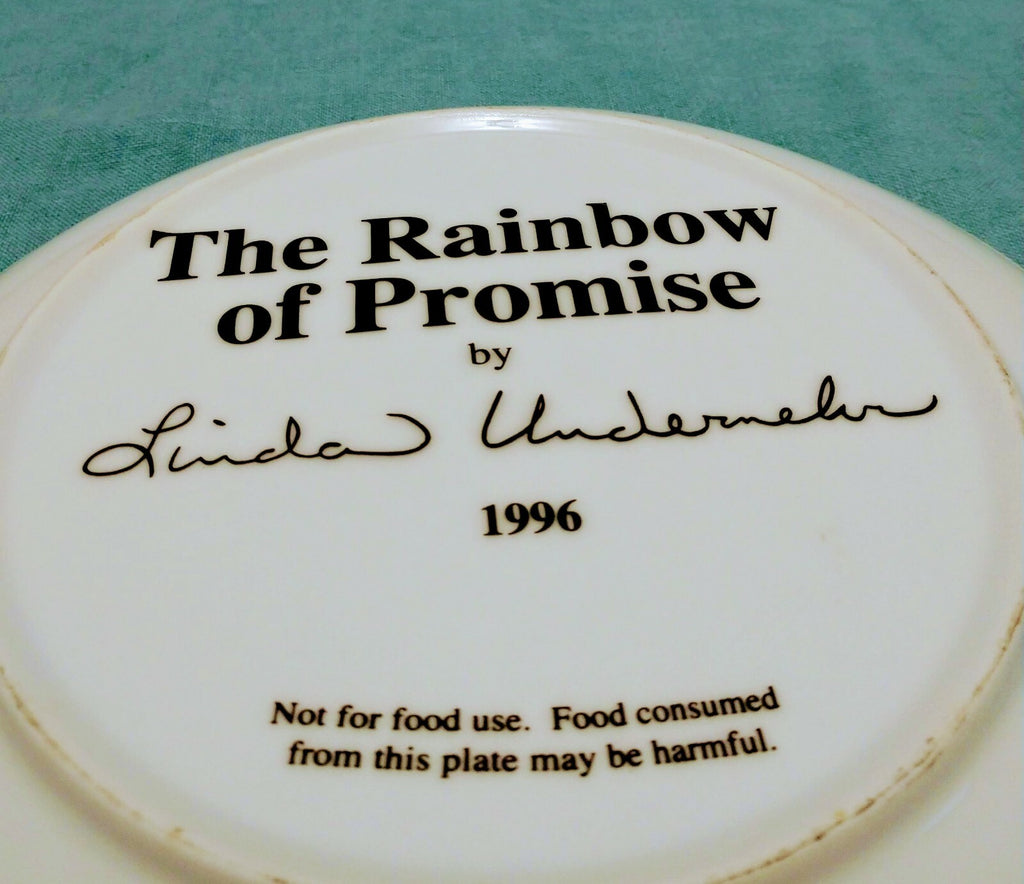 The Rainbow
of Promise
by
Linda Undermehr
1996
Not for food use. Food consumed
from this plate may be harmful.